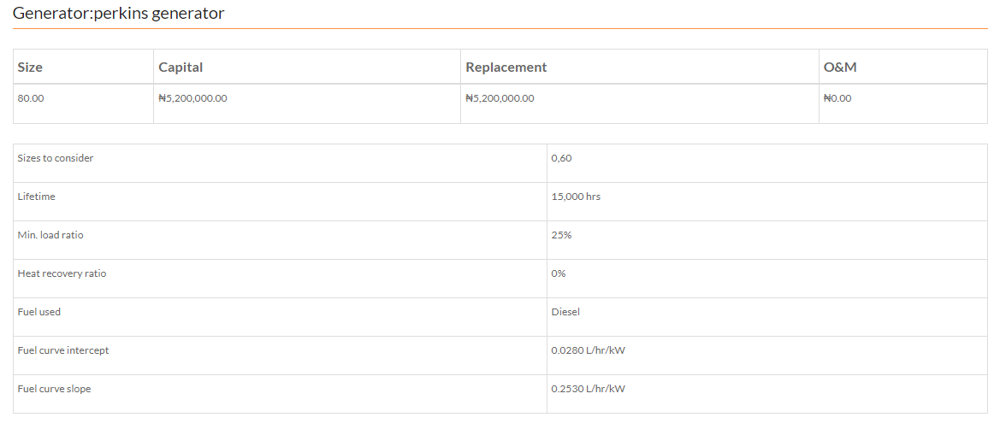 Generator:perkins generator
Size Capital Replacement O&M
80.00 ₦5,200,000.00 ₦5,200,000.00 ₦0.00
Sizes to consider 0,60
Lifetime 15,000 hrs
Min. load ratio 25%
Heat recovery ratio 0%
Fuel used Diesel
Fuel curve intercept 0.0280 L/hr/kW
Fuel curve slope 0.2530 L/hr/kW